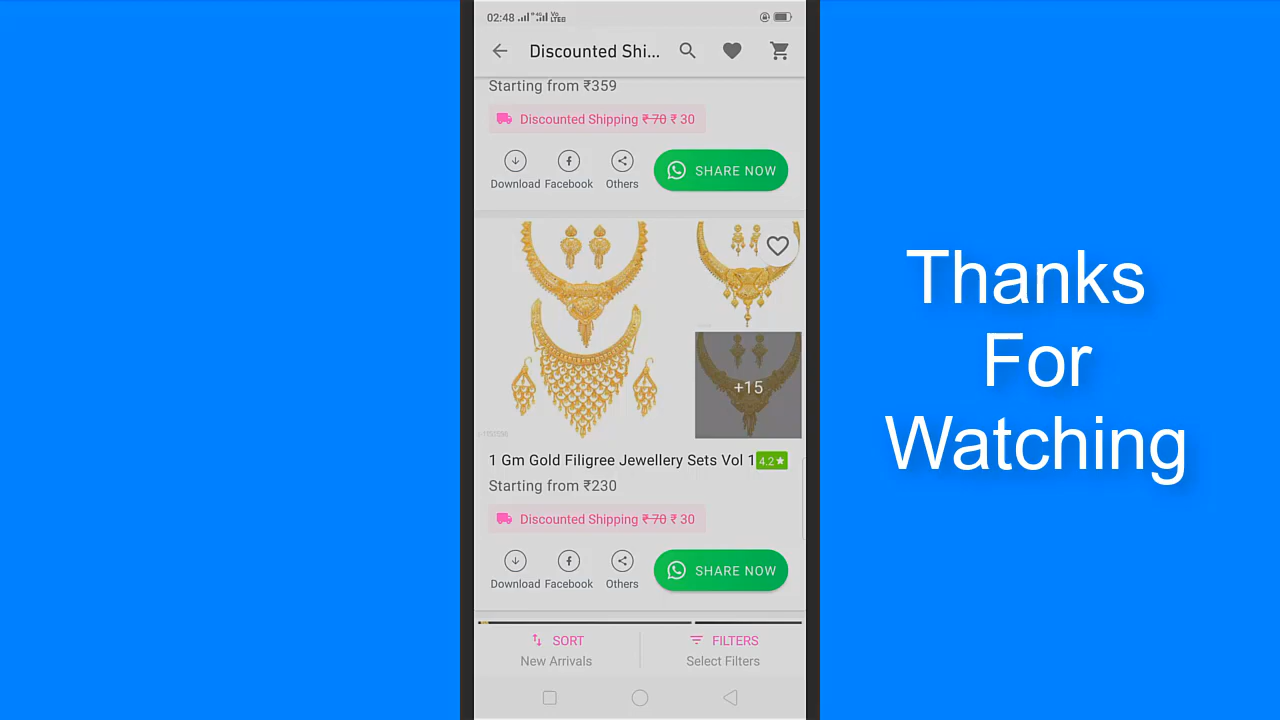 02:48
Discounted Shi...
Starting from ₹359
Discounted Shipping ₹ 70 ₹ 30
Download Facebook Others
SHARE NOW
+15
1 Gm Gold Filigree Jewellery Sets Vol 1
4.2★
Starting from ₹230
Discounted Shipping ₹ 70 ₹ 30
Download Facebook Others
SHARE NOW
SORT
New Arrivals
FILTERS
Select Filters
Thanks
For
Watching